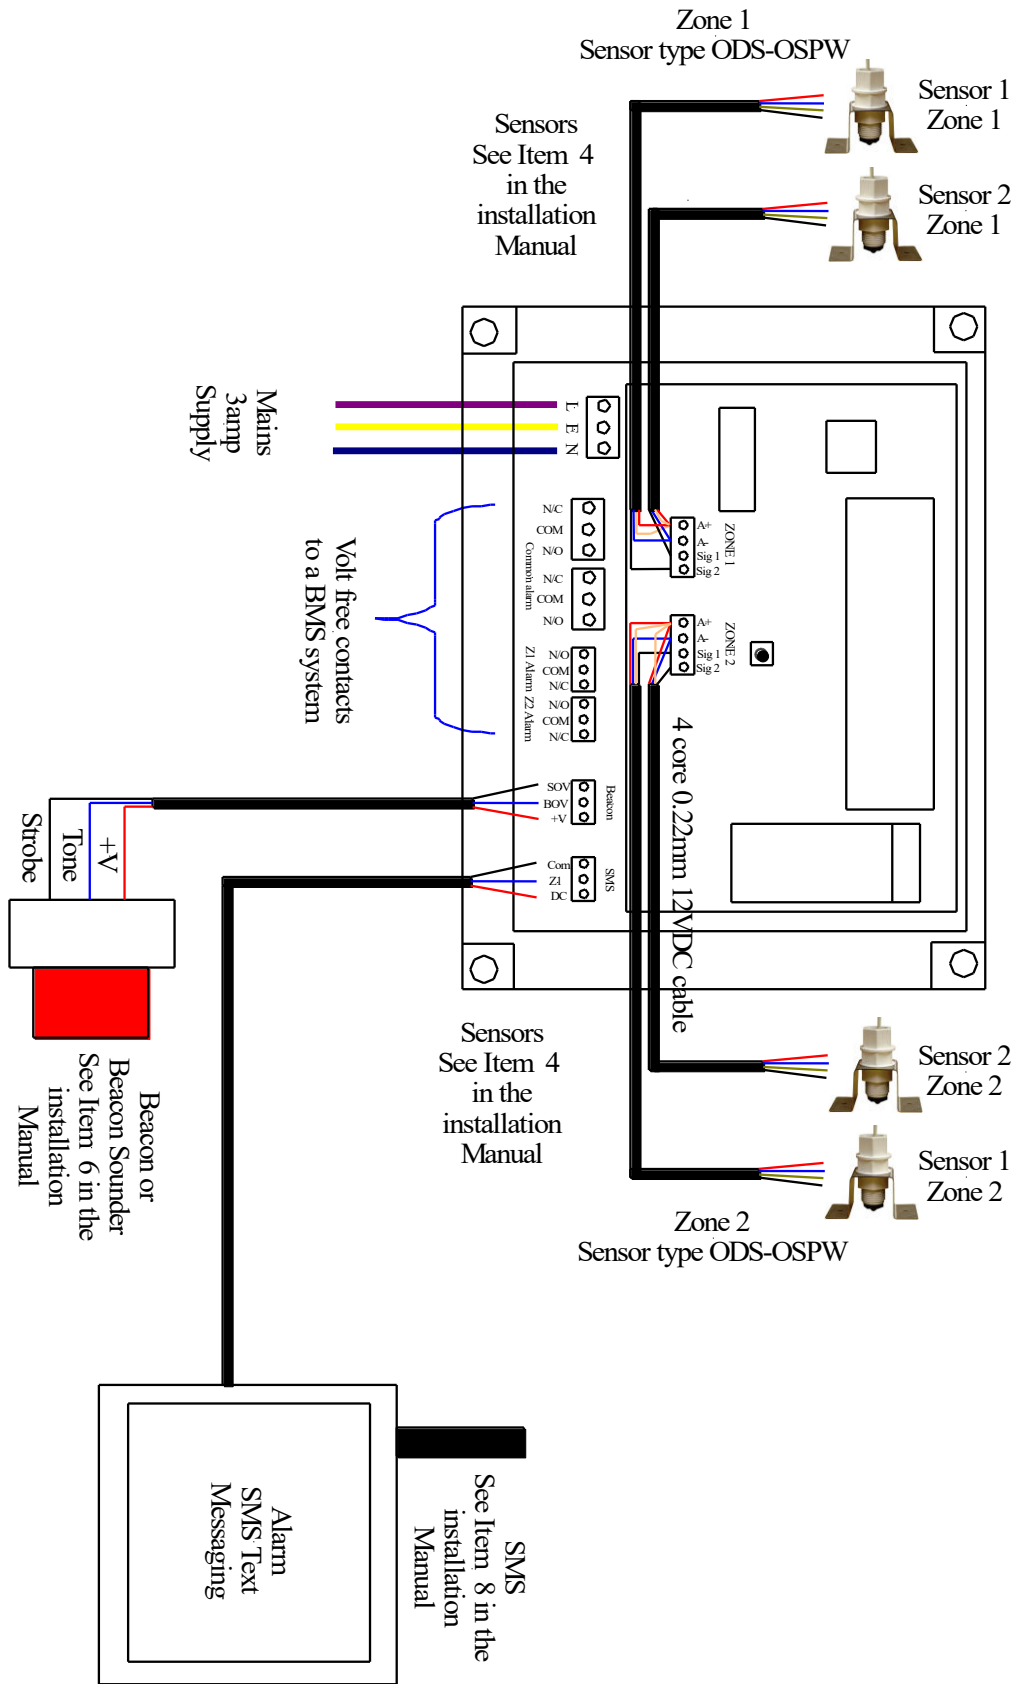 Zone 1
Sensor type ODS-OSPW
Sensor 1
Zone 1
Sensors
See Item 4
in the
installation
Manual
Sensor 2
Zone 1
Mains
3amp
Supply
L
E
N
N/C
COM
N/O
Common alarm
N/C
COM
N/O
Volt free contacts
to a BMS system
Z1 Alarm
N/O
COM
N/C
Z2 Alarm
N/O
COM
N/C
ZONE 1
A+
A-
Sig 1
Sig 2
ZONE 2
A+
A-
Sig 1
Sig 2
4 core 0.22mm 12VDC cable
Beacon
SOV
BOV
+V
SMS
Com
Z1
DC
Strobe
Tone
+V
Beacon or
Beacon Sounder
See Item 6 in the
installation
Manual
Sensors
See Item 4
in the
installation
Manual
Sensor 2
Zone 2
Sensor 1
Zone 2
Zone 2
Sensor type ODS-OSPW
Alarm
SMS Text
Messaging
SMS
See Item 8 in the
installation
Manual